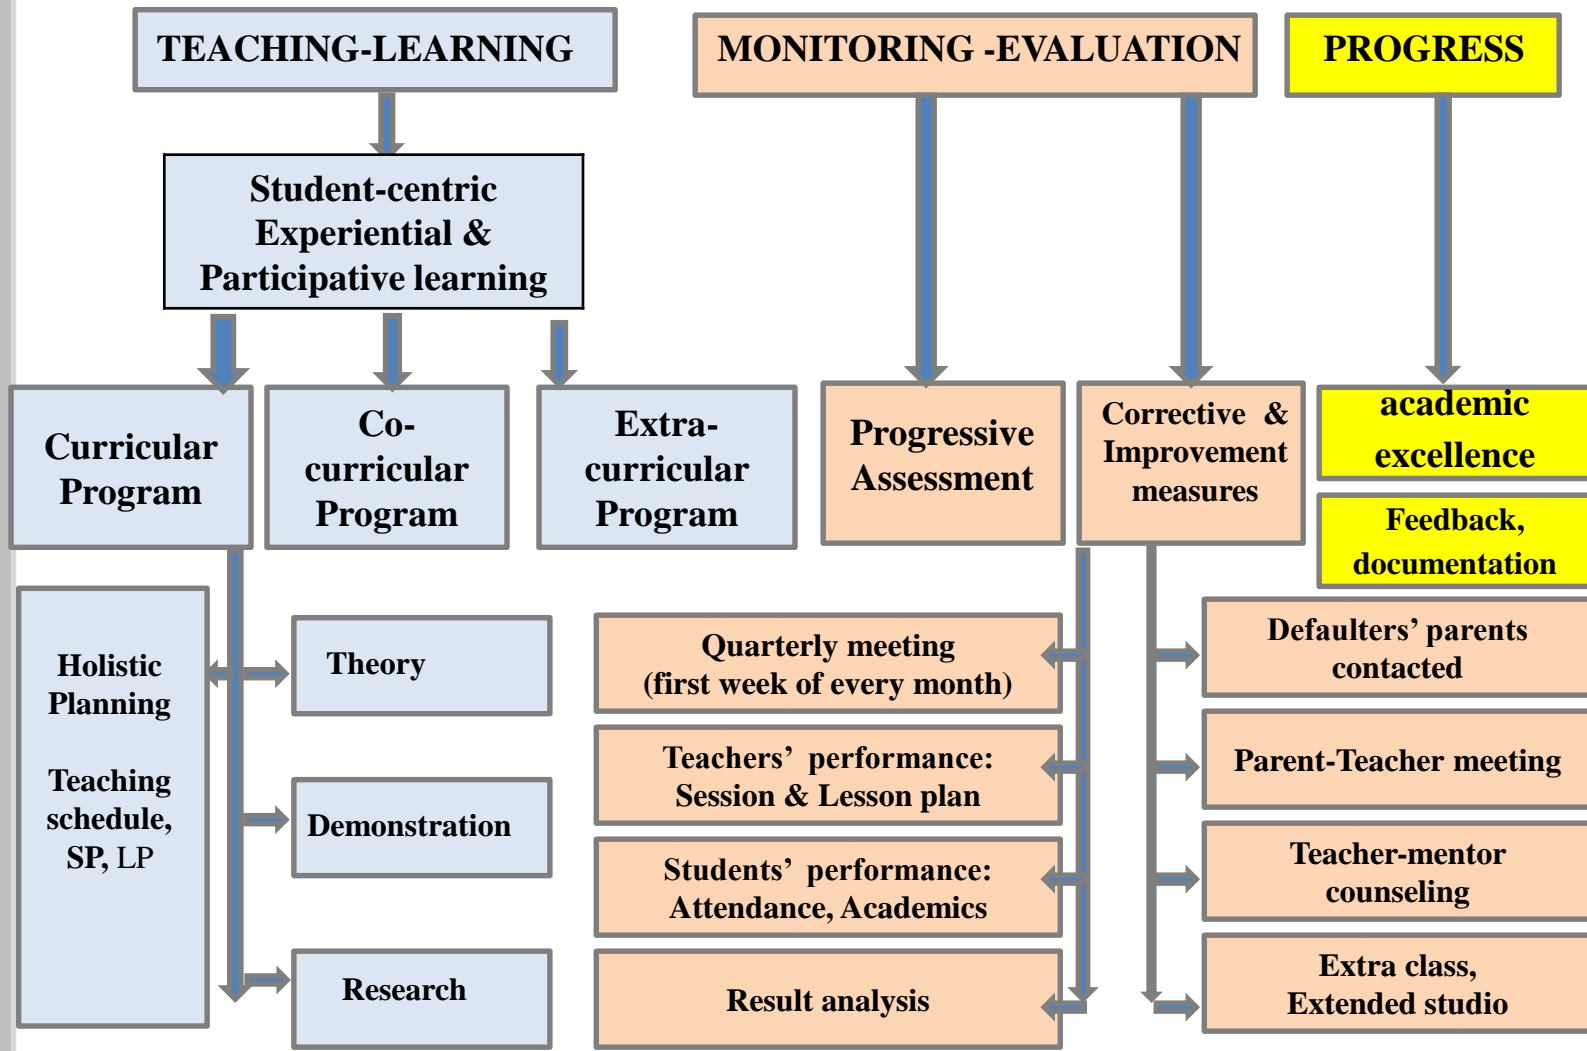 TEACHING-LEARNING
MONITORING -EVALUATION
PROGRESS
Student-centric
Experiential &
Participative learning
Curricular
Program
Co-
curricular
Program
Extra-
curricular
Program
Progressive
Assessment
Corrective & 
Improvement
measures
academic
excellence
Feedback,
documentation
Holistic
Planning
Teaching
schedule,
SP, LP
Theory
Demonstration
Research
Quarterly meeting
(first week of every month)
Teachers’ performance:
Session & Lesson plan
Students’ performance:
Attendance, Academics
Result analysis
Defaulters’ parents
contacted
Parent-Teacher meeting
Teacher-mentor
counseling
Extra class,
Extended studio